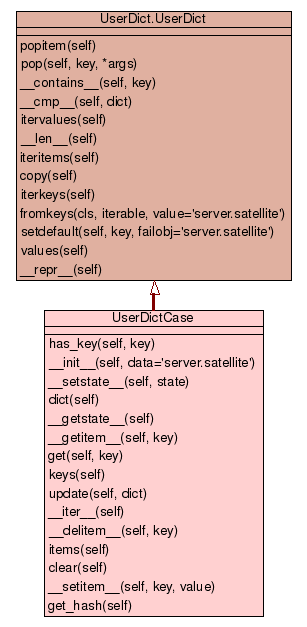 UserDict.UserDict
popitem(self)
pop(self, key, *args)
__contains__(self, key)
__cmp__(self, dict)
itervalues(self)
__len__(self)
iteritems(self)
copy(self)
iterkeys(self)
fromkeys(cls, iterable, value='server.satellite')
setdefault(self, key, failobj='server.satellite')
values(self)
__repr__(self)
UserDictCase
has_key(self, key)
__init__(self, data='server.satellite')
__setstate__(self, state)
dict(self)
__getstate__(self)
__getitem__(self, key)
get(self, key)
keys(self)
update(self, dict)
__iter__(self)
__delitem__(self, key)
items(self)
clear(self)
__setitem__(self, key, value)
get_hash(self)